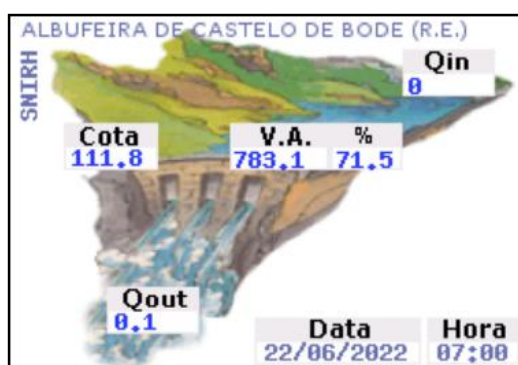 ALBUFEIRA DE CASTELO DE BODE (R.E.)
SNIRH
Qin
0
Cota V.A. %
111.8 783.1 71.5
Qout
0.1
Data Hora
22/06/2022 07:00